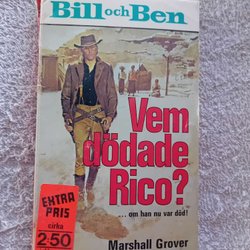 Bill och Ben
Vem
dödade
Rico?
... om han nu var död!
EXTRA
PRIS
cirka
2:50
Marshall Grover